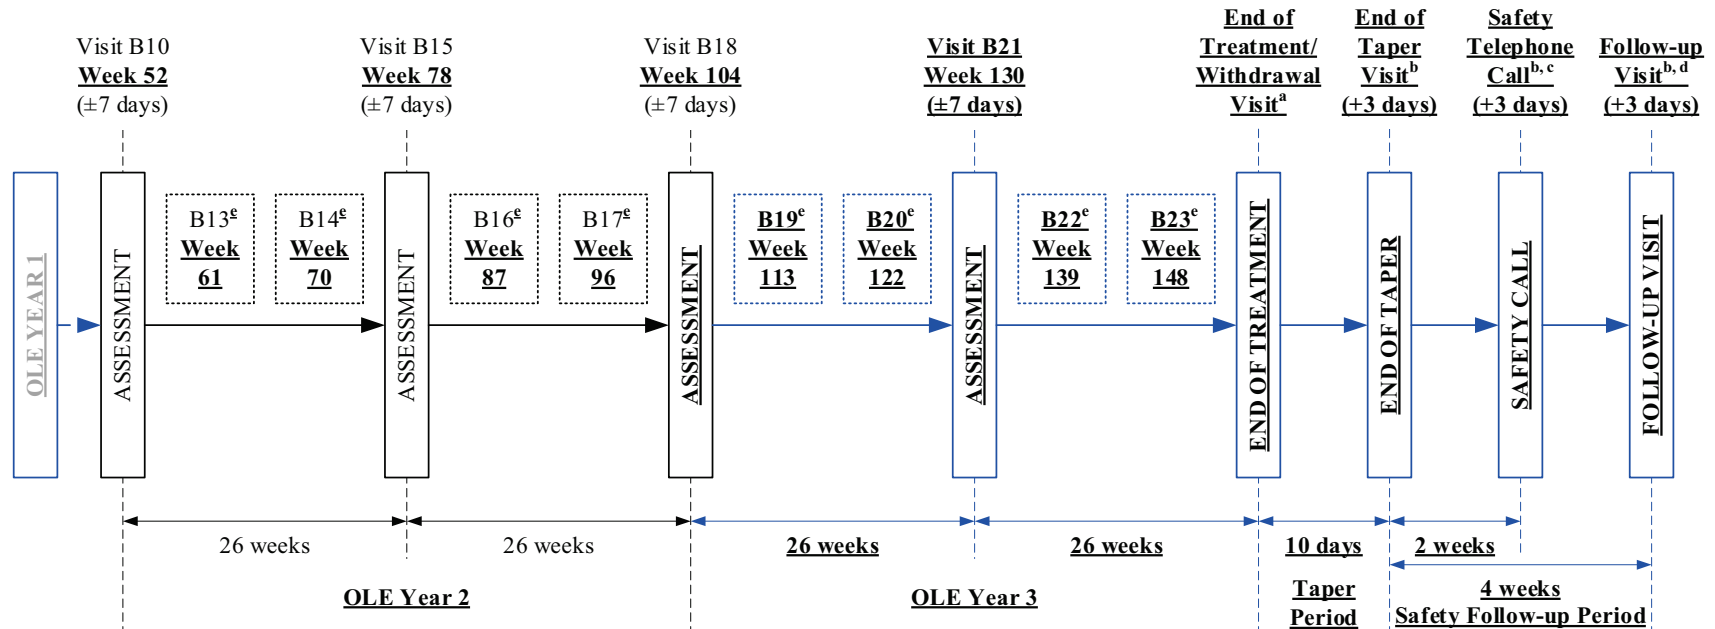 Visit B10
Week 52
(±7 days)
Visit B15
Week 78
(±7 days)
Visit B18
Week 104
(±7 days)
Visit B21
Week 130
(±7 days)
End of
Treatment/
Withdrawal
Visitᵃ
End of
Taper
Visitᵇ
(+3 days)
Safety
Telephone
Callᵇ, ᶜ
(+3 days)
Follow-up
Visitᵇ, ᵈ
(+3 days)
OLE YEAR 1
ASSESSMENT
B13ᵉ
Week
61
B14ᵉ
Week
70
ASSESSMENT
B16ᵉ
Week
87
B17ᵉ
Week
96
ASSESSMENT
B19ᵉ
Week
113
B20ᵉ
Week
122
ASSESSMENT
B22ᵉ
Week
139
B23ᵉ
Week
148
END OF TREATMENT
END OF TAPER
SAFETY CALL
FOLLOW-UP VISIT
26 weeks
26 weeks
26 weeks
26 weeks
10 days
2 weeks
OLE Year 2
OLE Year 3
Taper
Period
4 weeks
Safety Follow-up Period